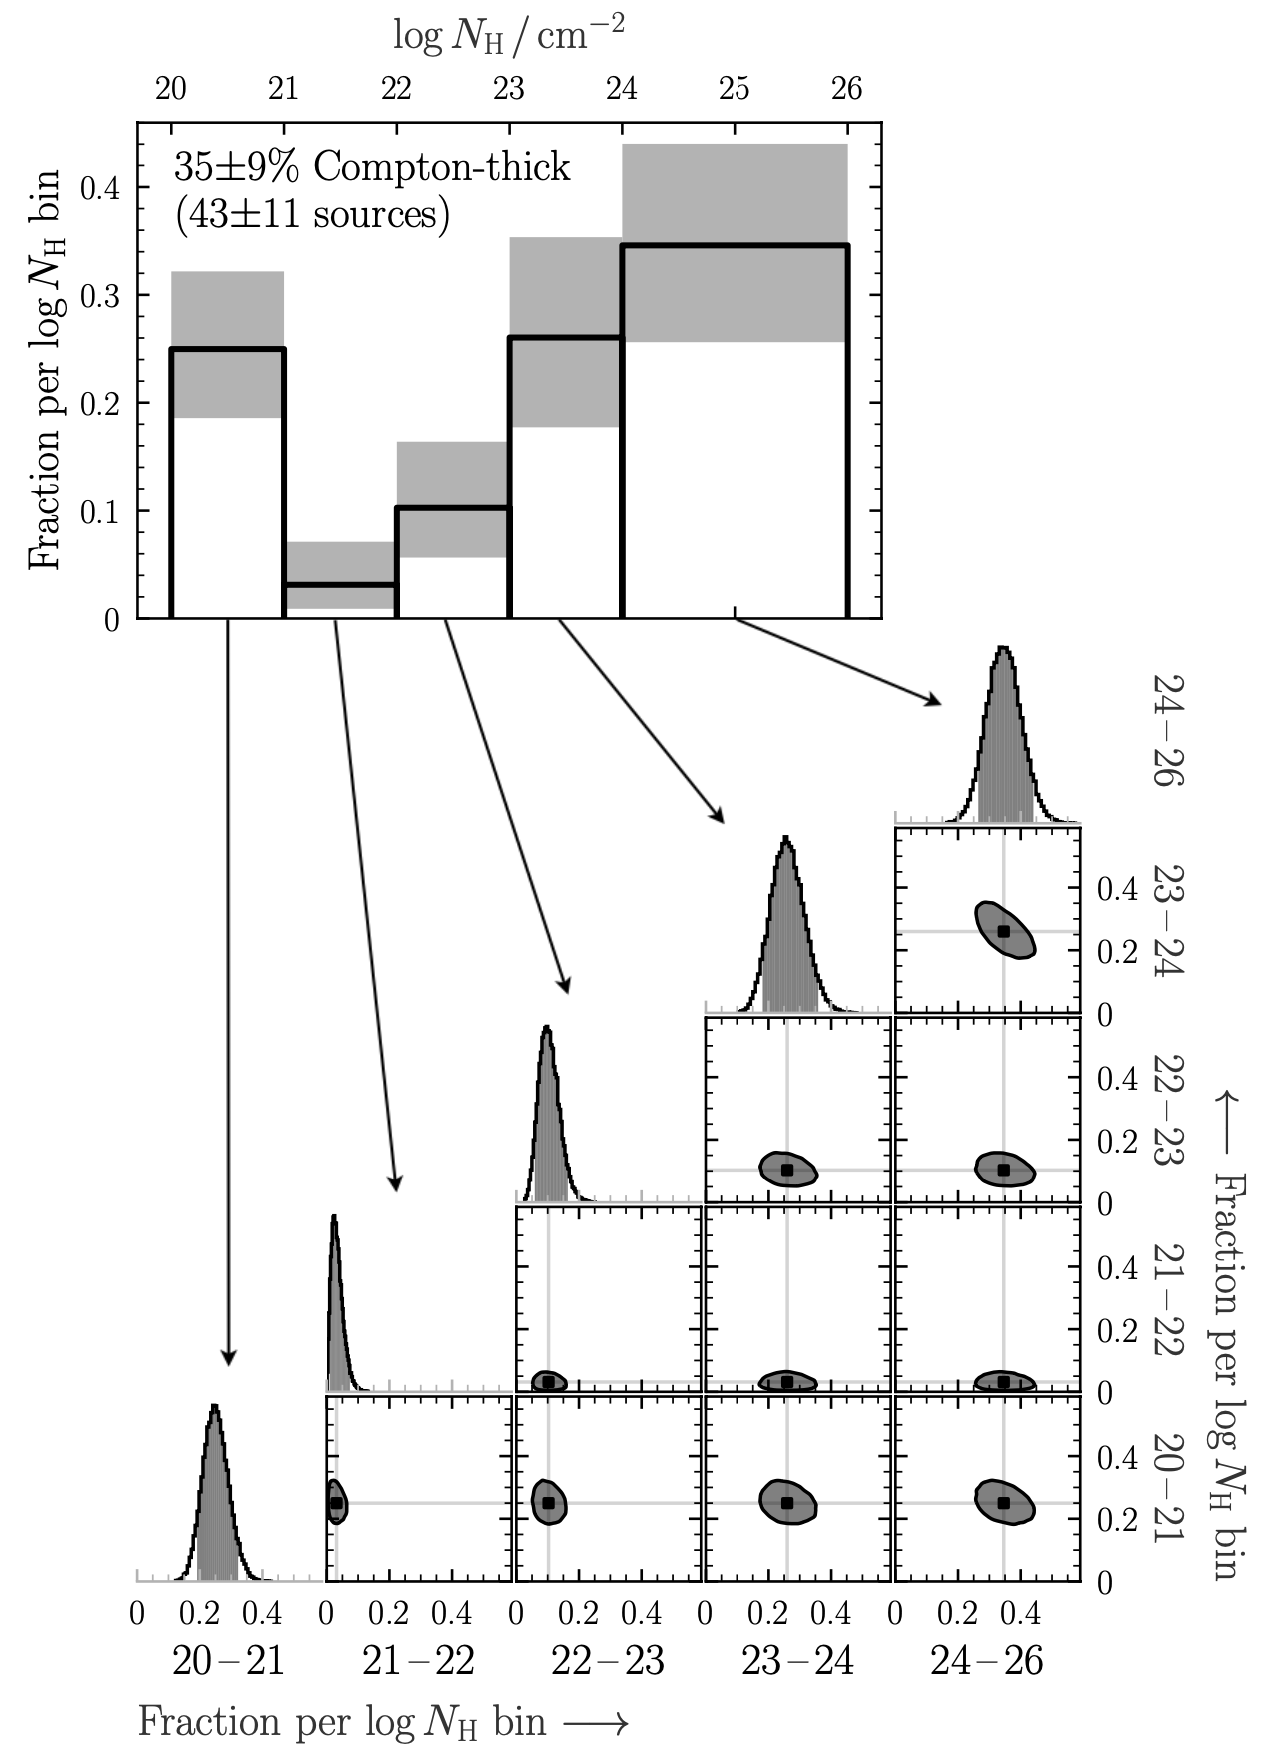 log N_H / cm⁻²
20 21 22 23 24 25 26
35±9% Compton-thick
(43±11 sources)
Fraction per log N_H bin
0.4
0.3
0.2
0.1
0
24–26
23–24
0.4
0.2
0
22–23
0.4
0.2
0
21–22
0.4
0.2
0
20–21
0.4
0.2
0
← Fraction per log N_H bin
0 0.2 0.4 0 0.2 0.4 0 0.2 0.4 0 0.2 0.4 0 0.2 0.4
20–21 21–22 22–23 23–24 24–26
Fraction per log N_H bin →